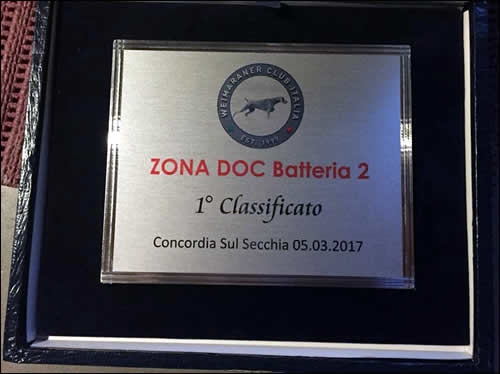 WEIMARANER CLUB ITALIA
ZONA DOC Batteria 2
1° Classificato
Concordia Sul Secchia 05.03.2017